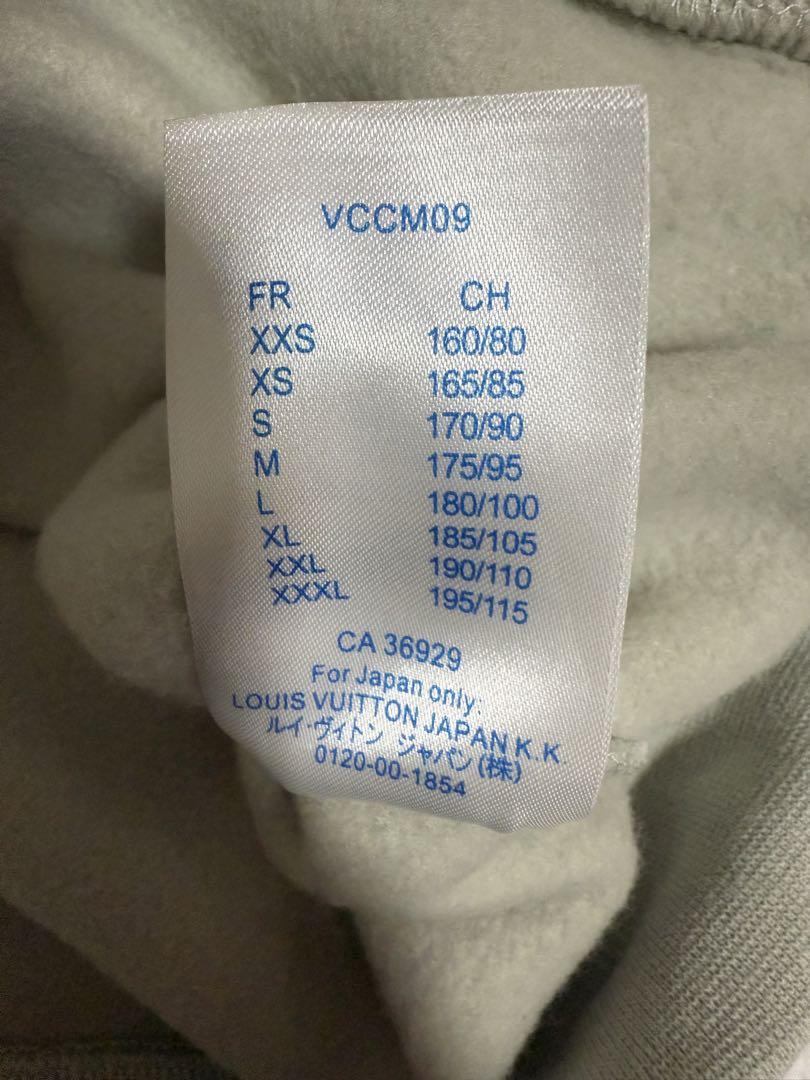 VCCM09
FR CH
XXS 160/80
XS 165/85
S 170/90
M 175/95
L 180/100
XL 185/105
XXL 190/110
XXXL 195/115
CA 36929
For Japan only:
LOUIS VUITTON JAPAN K.K.
ルイ・ヴィトン ジャパン(株)
0120-00-1854